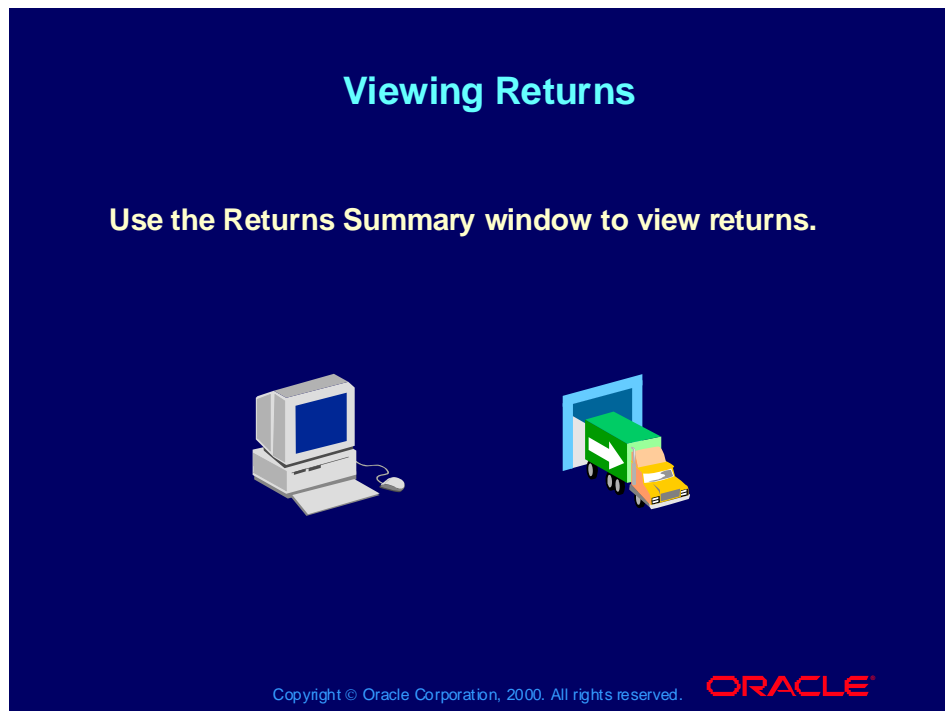 Viewing Returns
Use the Returns Summary window to view returns.
Copyright © Oracle Corporation, 2000. All rights reserved.
ORACLE®